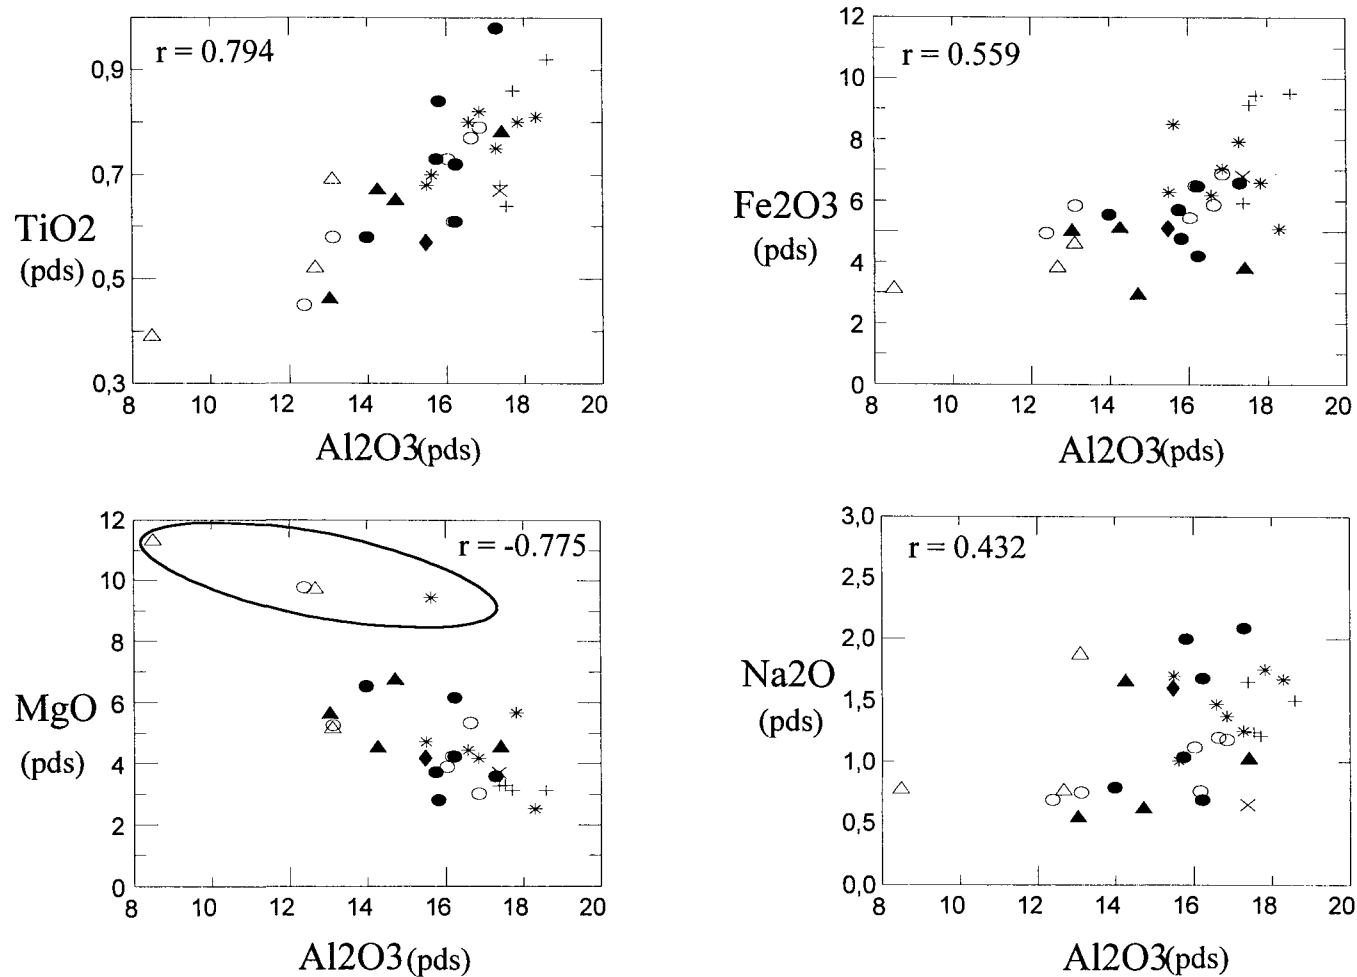 r = 0.794
0,9
0,7
TiO2
(pds)
0,5
0,3
8 10 12 14 16 18 20
Al2O3(pds)
r = 0.559
12
10
8
6
Fe2O3
(pds)
4
2
0
8 10 12 14 16 18 20
Al2O3(pds)
r = -0.775
12
10
8
6
MgO
(pds)
4
2
0
8 10 12 14 16 18 20
Al2O3(pds)
r = 0.432
3,0
2,5
2,0
Na2O
1,5
(pds)
1,0
0,5
0,0
8 10 12 14 16 18 20
Al2O3(pds)